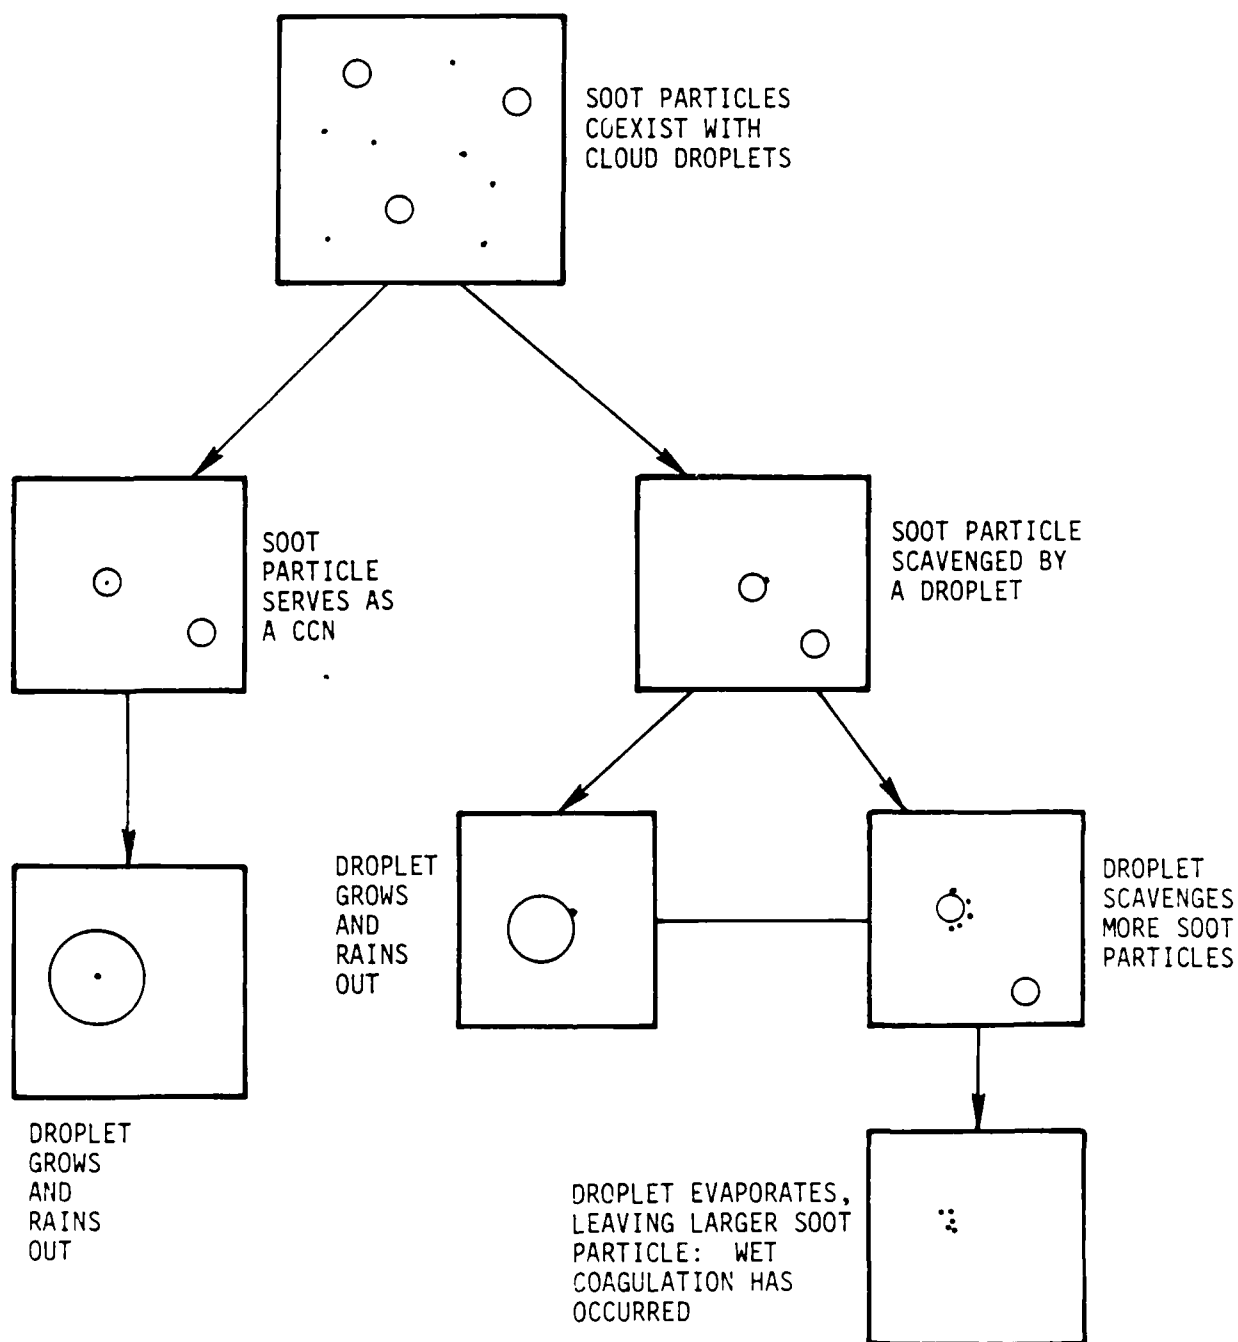 SOOT PARTICLES
COEXIST WITH
CLOUD DROPLETS
SOOT
PARTICLE
SERVES AS
A CCN
SOOT PARTICLE
SCAVENGED BY
A DROPLET
DROPLET
GROWS
AND
RAINS
OUT
DROPLET
SCAVENGES
MORE SOOT
PARTICLES
DROPLET
GROWS
AND
RAINS
OUT
DROPLET EVAPORATES,
LEAVING LARGER SOOT
PARTICLE: WET
COAGULATION HAS
OCCURRED